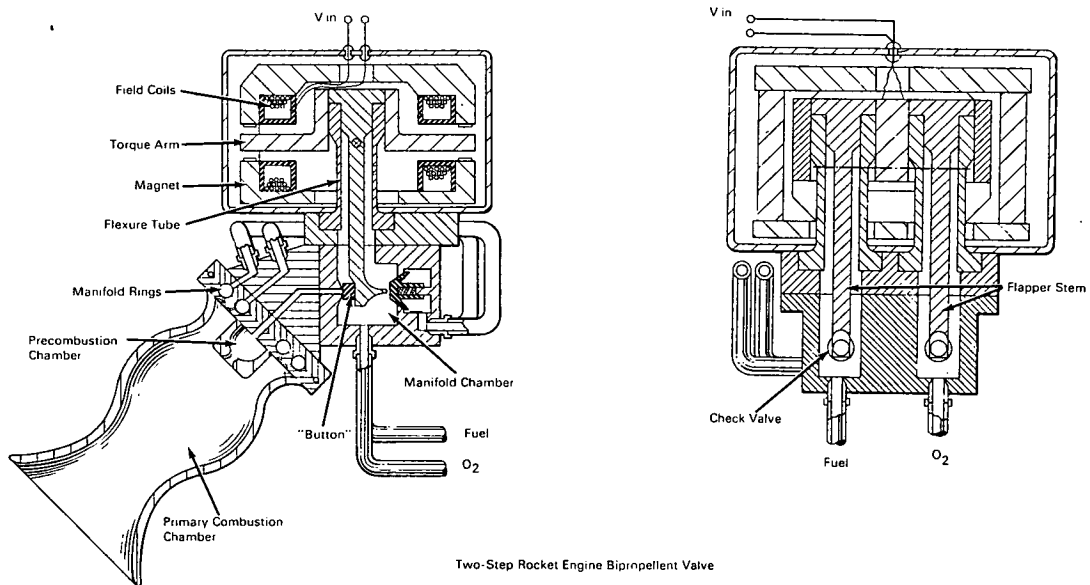 V in
Field Coils
Torque Arm
Magnet
Flexure Tube
Manifold Rings
Precombustion
Chamber
Manifold Chamber
"Button"
Fuel
O2
Primary Combustion
Chamber
V in
Flapper Stem
Check Valve
Fuel
O2
Two-Step Rocket Engine Bipropellent Valve